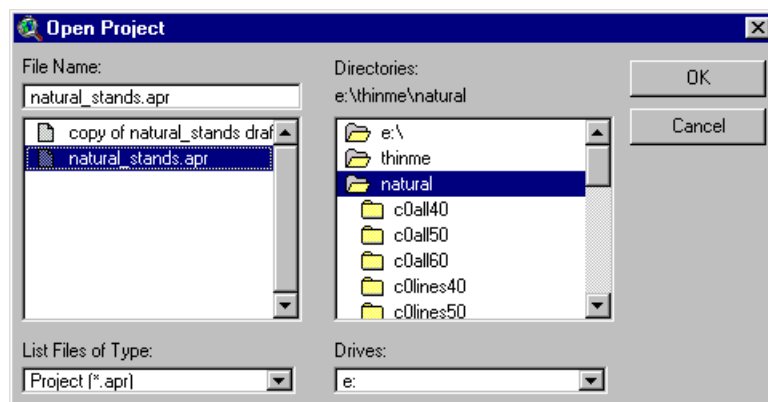 Open Project
File Name:
natural_stands.apr
copy of natural_stands draf
natural_stands.apr
List Files of Type:
Project (*.apr)
Directories:
e:\thinme\natural
e:\
thinme
natural
c0all40
c0all50
c0all60
c0lines40
c0lines50
Drives:
e:
OK
Cancel